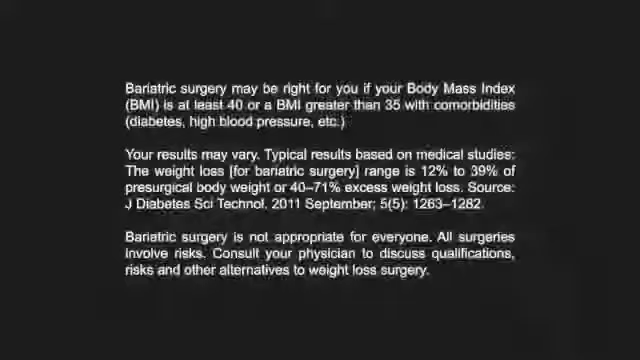 Bariatric surgery may be right for you if your Body Mass Index
(BMI) is at least 40 or a BMI greater than 35 with comorbidities
(diabetes, high blood pressure, etc.)
Your results may vary. Typical results based on medical studies:
The weight loss [for bariatric surgery] range is 12% to 39% of
presurgical body weight or 40–71% excess weight loss. Source:
J Diabetes Sci Technol. 2011 September; 5(5): 1263–1282.
Bariatric surgery is not appropriate for everyone. All surgeries
involve risks. Consult your physician to discuss qualifications,
risks and other alternatives to weight loss surgery.